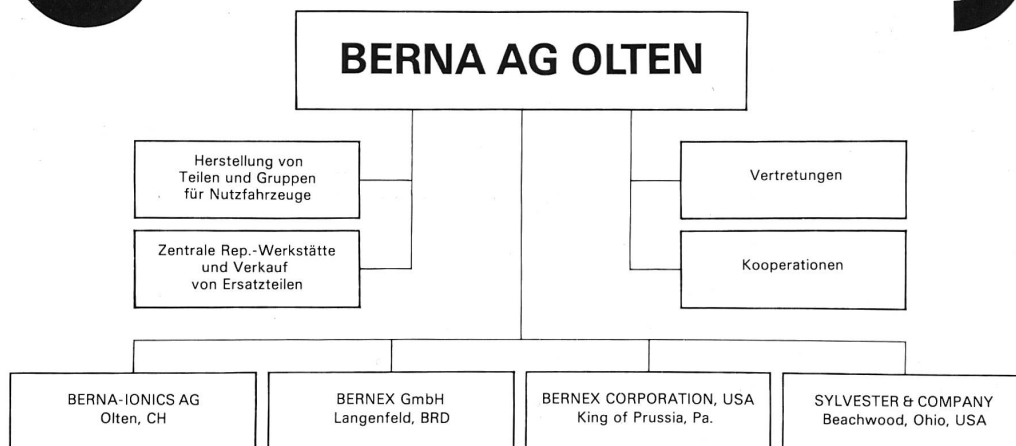 BERNA AG OLTEN
Herstellung von
Teilen und Gruppen
für Nutzfahrzeuge
Vertretungen
Zentrale Rep.-Werkstätte
und Verkauf
von Ersatzteilen
Kooperationen
BERNA-IONICS AG
Olten, CH
BERNEX GmbH
Langenfeld, BRD
BERNEX CORPORATION, USA
King of Prussia, Pa.
SYLVESTER & COMPANY
Beachwood, Ohio, USA